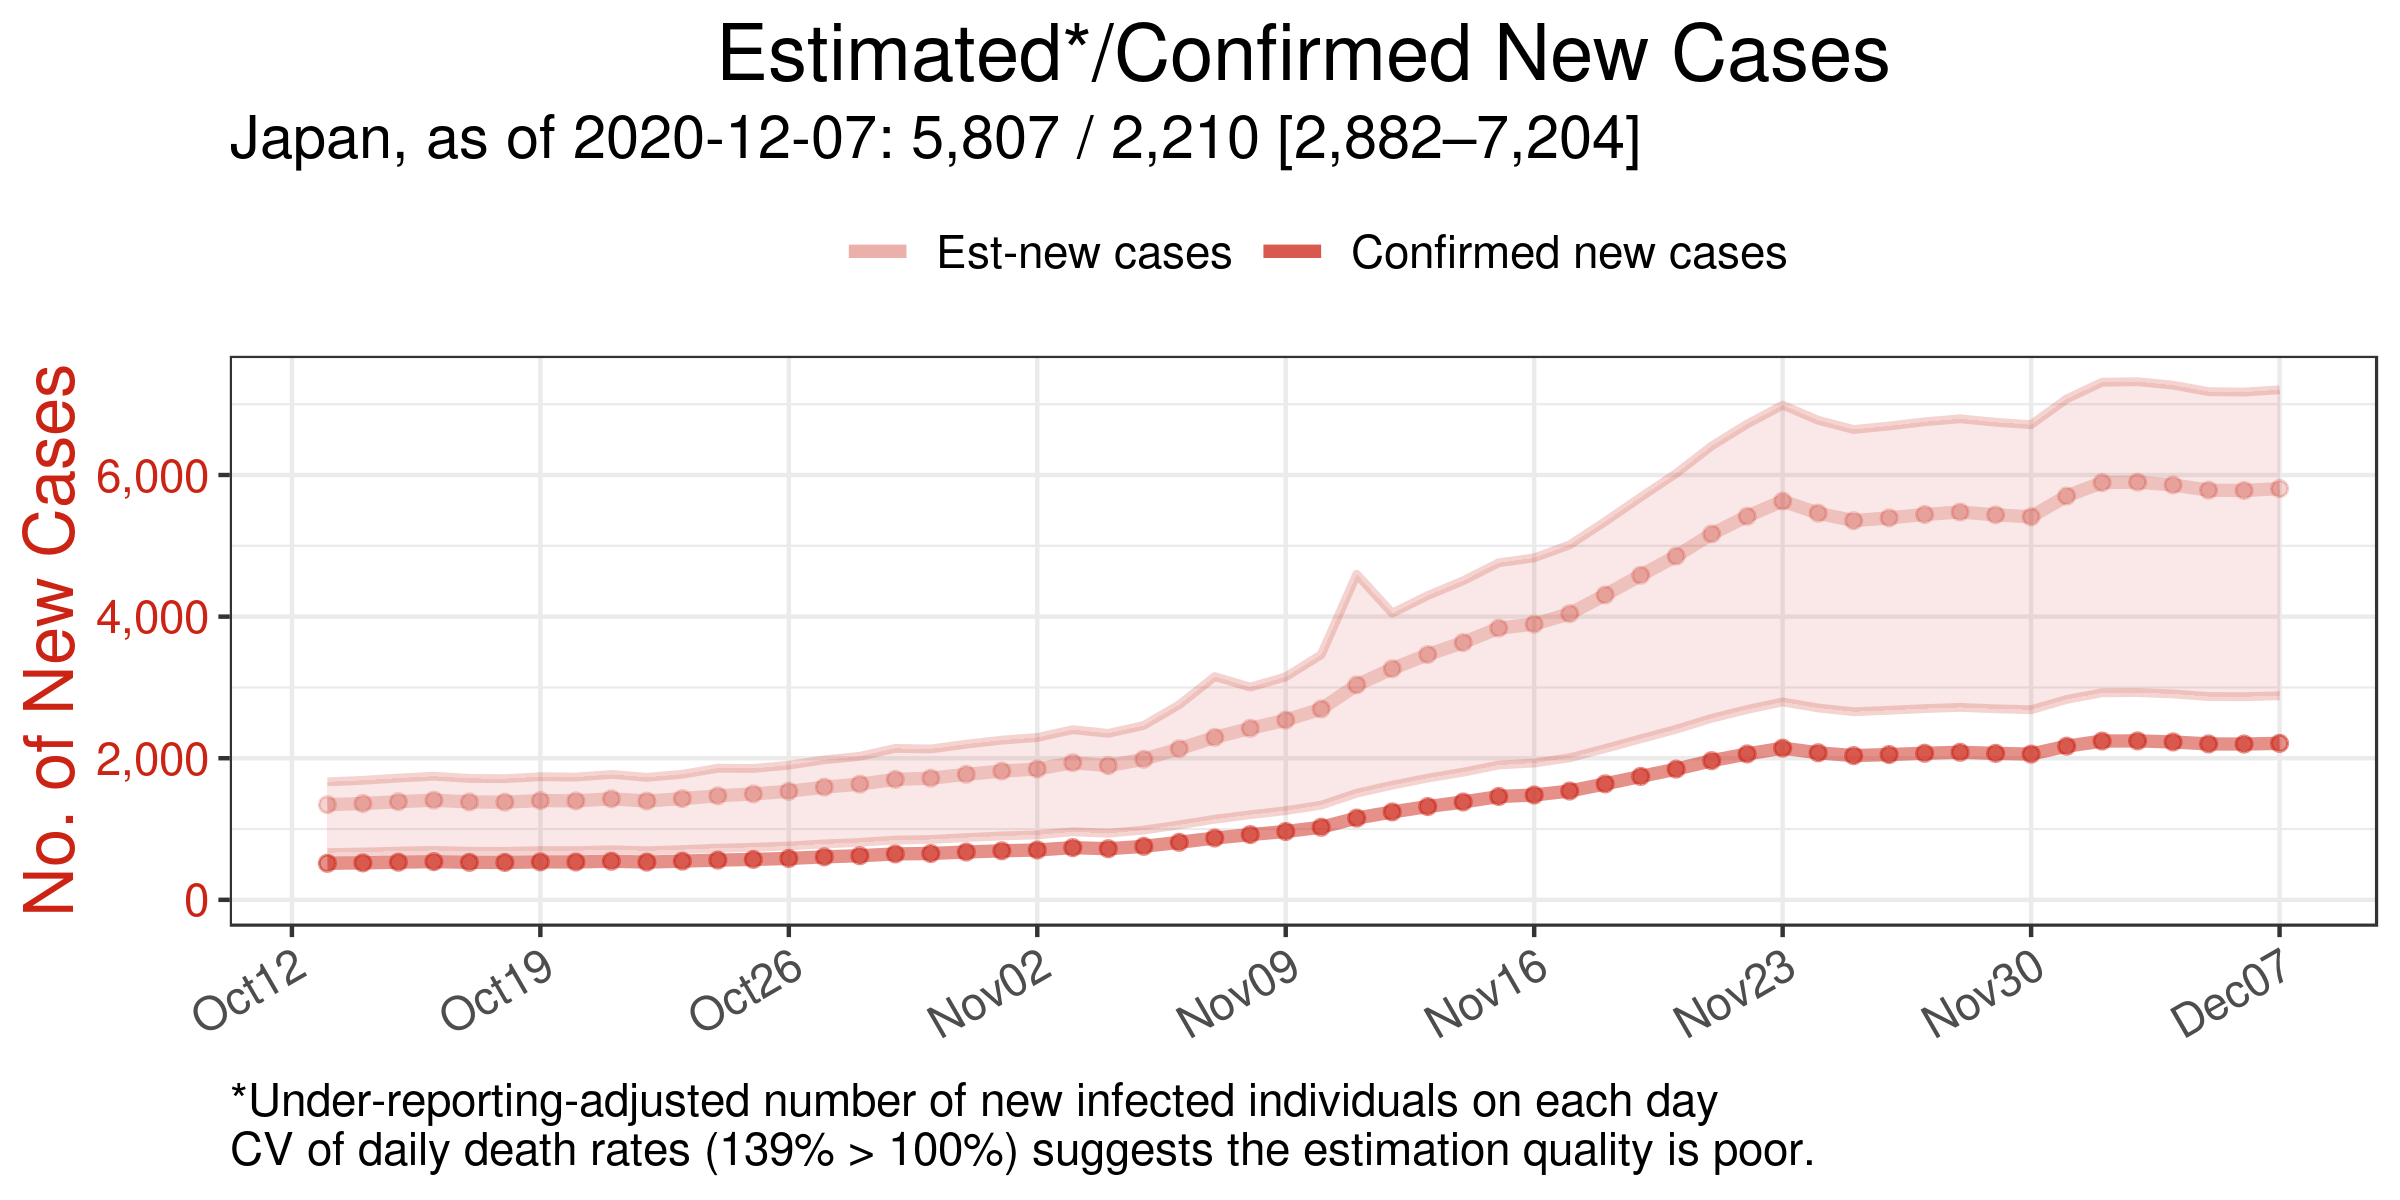 Estimated*/Confirmed New Cases
Japan, as of 2020-12-07: 5,807 / 2,210 [2,882–7,204]
Est-new cases Confirmed new cases
No. of New Cases
6,000
4,000
2,000
0
Oct12 Oct19 Oct26 Nov02 Nov09 Nov16 Nov23 Nov30 Dec07
*Under-reporting-adjusted number of new infected individuals on each day
CV of daily death rates (139% > 100%) suggests the estimation quality is poor.